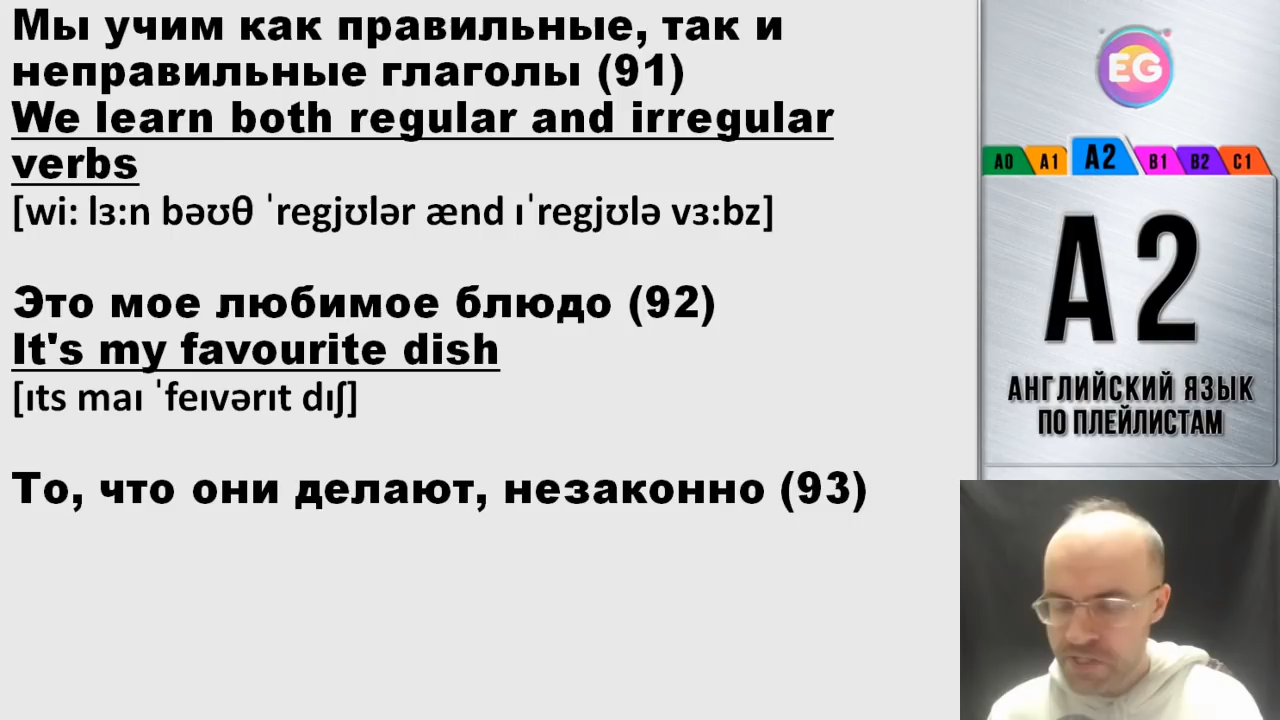 Мы учим как правильные, так и
неправильные глаголы (91)
We learn both regular and irregular
verbs
[wi: lɜ:n bəʊθ ˈregjʊlər ænd ɪˈregjʊlə vɜ:bz]
Это мое любимое блюдо (92)
It's my favourite dish
[ɪts maɪ ˈfeɪvərɪt dɪʃ]
То, что они делают, незаконно (93)
EG
A0 A1 A2 B1 B2 C1
A2
АНГЛИЙСКИЙ ЯЗЫК
ПО ПЛЕЙЛИСТАМ